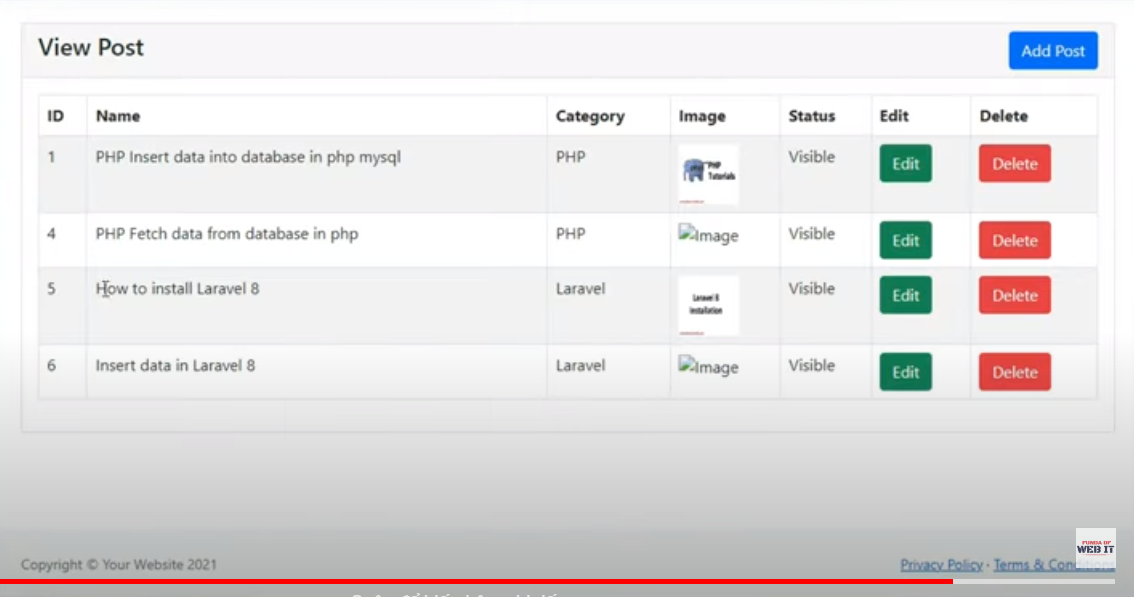 View Post
Add Post
ID Name Category Image Status Edit Delete
1 PHP Insert data into database in php mysql PHP Visible Edit Delete
php PHP
Tutorials
4 PHP Fetch data from database in php PHP Image Visible Edit Delete
5 How to install Laravel 8 Laravel Visible Edit Delete
Laravel 8
Installation
6 Insert data in Laravel 8 Laravel Image Visible Edit Delete
FUNDA OF
WEB IT
Copyright © Your Website 2021 Privacy Policy · Terms & Conditions